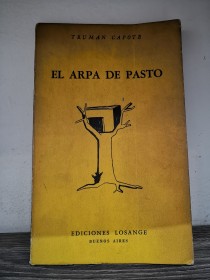 TRUMAN CAPOTE
EL ARPA DE PASTO
EDICIONES LOSANGE
BUENOS AIRES